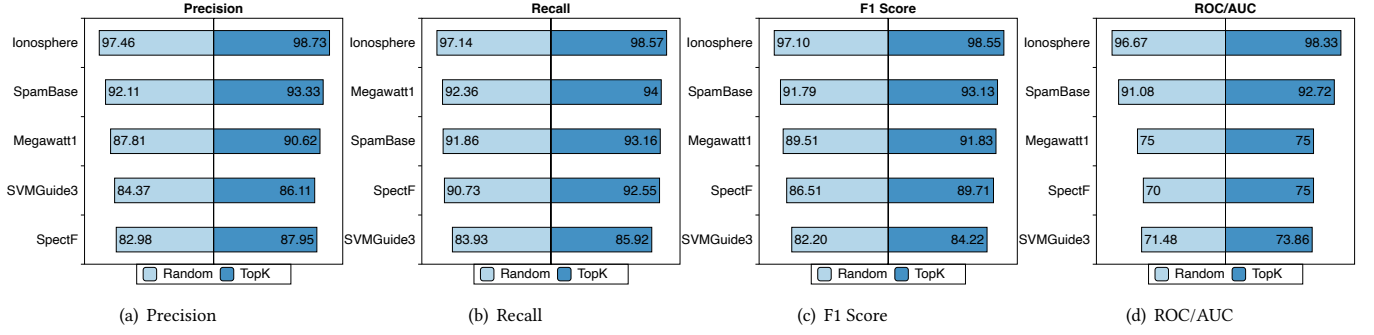 Precision
Ionosphere 97.46 98.73
SpamBase 92.11 93.33
Megawatt1 87.81 90.62
SVMGuide3 84.37 86.11
SpectF 82.98 87.95
Random TopK
(a) Precision
Recall
Ionosphere 97.14 98.57
Megawatt1 92.36 94
SpamBase 91.86 93.16
SpectF 90.73 92.55
SVMGuide3 83.93 85.92
Random TopK
(b) Recall
F1 Score
Ionosphere 97.10 98.55
SpamBase 91.79 93.13
Megawatt1 89.51 91.83
SpectF 86.51 89.71
SVMGuide3 82.20 84.22
Random TopK
(c) F1 Score
ROC/AUC
Ionosphere 96.67 98.33
SpamBase 91.08 92.72
Megawatt1 75 75
SpectF 70 75
SVMGuide3 71.48 73.86
Random TopK
(d) ROC/AUC